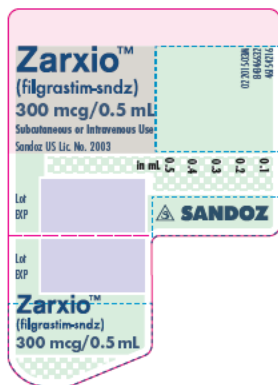 Zarxio™
(filgrastim-sndz)
300 mcg/0.5 mL
Subcutaneous or Intravenous Use
Sandoz US Lic. No. 2003
in mL 0.5 0.4 0.3 0.2 0.1
Lot
EXP
SANDOZ
Lot
EXP
Zarxio™
(filgrastim-sndz)
300 mcg/0.5 mL